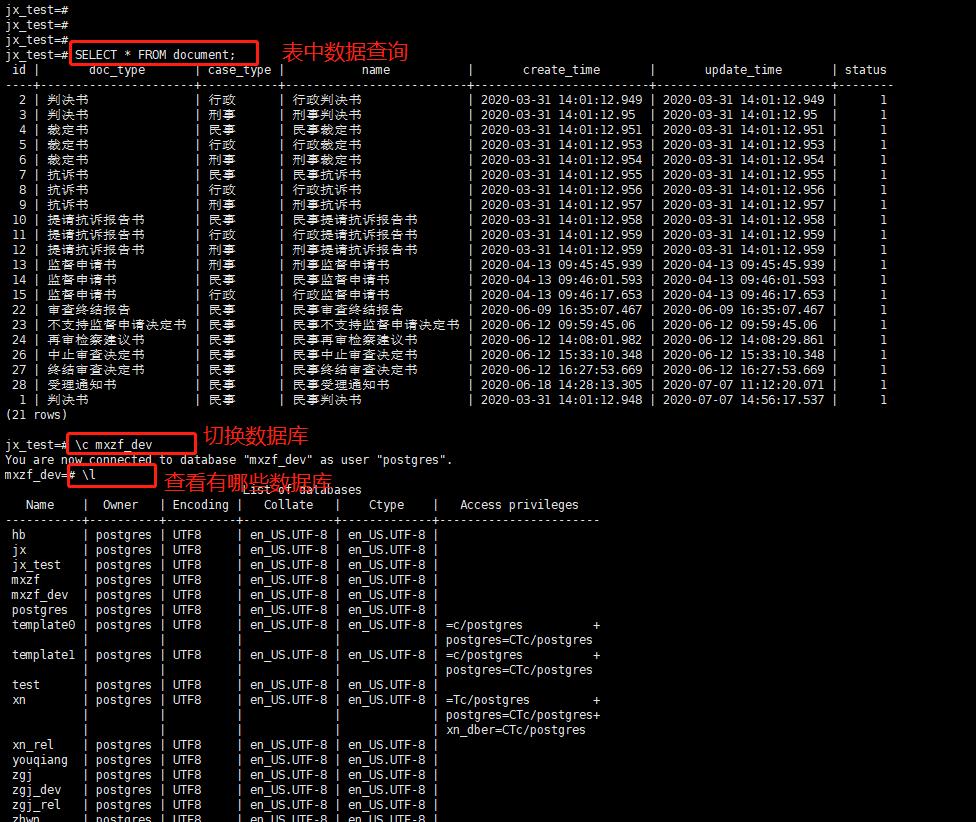 jx_test=#
jx_test=#
jx_test=#
jx_test=# SELECT * FROM document; 表中数据查询
 id |      doc_type      | case_type |          name          |       create_time       |       update_time       | status
----+--------------------+-----------+------------------------+-------------------------+-------------------------+--------
  2 | 判决书 | 行政 | 行政判决书 | 2020-03-31 14:01:12.949 | 2020-03-31 14:01:12.949 | 1
  3 | 判决书 | 刑事 | 刑事判决书 | 2020-03-31 14:01:12.95 | 2020-03-31 14:01:12.95 | 1
  4 | 裁定书 | 民事 | 民事裁定书 | 2020-03-31 14:01:12.951 | 2020-03-31 14:01:12.951 | 1
  5 | 裁定书 | 行政 | 行政裁定书 | 2020-03-31 14:01:12.953 | 2020-03-31 14:01:12.953 | 1
  6 | 裁定书 | 刑事 | 刑事裁定书 | 2020-03-31 14:01:12.954 | 2020-03-31 14:01:12.954 | 1
  7 | 抗诉书 | 民事 | 民事抗诉书 | 2020-03-31 14:01:12.955 | 2020-03-31 14:01:12.955 | 1
  8 | 抗诉书 | 行政 | 行政抗诉书 | 2020-03-31 14:01:12.956 | 2020-03-31 14:01:12.956 | 1
  9 | 抗诉书 | 刑事 | 刑事抗诉书 | 2020-03-31 14:01:12.957 | 2020-03-31 14:01:12.957 | 1
 10 | 提请抗诉报告书 | 民事 | 民事提请抗诉报告书 | 2020-03-31 14:01:12.958 | 2020-03-31 14:01:12.958 | 1
 11 | 提请抗诉报告书 | 行政 | 行政提请抗诉报告书 | 2020-03-31 14:01:12.959 | 2020-03-31 14:01:12.959 | 1
 12 | 提请抗诉报告书 | 刑事 | 刑事提请抗诉报告书 | 2020-03-31 14:01:12.959 | 2020-03-31 14:01:12.959 | 1
 13 | 监督申请书 | 刑事 | 刑事监督申请书 | 2020-04-13 09:45:45.939 | 2020-04-13 09:45:45.939 | 1
 14 | 监督申请书 | 民事 | 民事监督申请书 | 2020-04-13 09:46:01.593 | 2020-04-13 09:46:01.593 | 1
 15 | 监督申请书 | 行政 | 行政监督申请书 | 2020-04-13 09:46:17.653 | 2020-04-13 09:46:17.653 | 1
 22 | 审查终结报告 | 民事 | 民事审查终结报告 | 2020-06-09 16:35:07.467 | 2020-06-09 16:35:07.467 | 1
 23 | 不支持监督申请决定书 | 民事 | 民事不支持监督申请决定书 | 2020-06-12 09:59:45.06 | 2020-06-12 09:59:45.06 | 1
 24 | 再审检察建议书 | 民事 | 民事再审检察建议书 | 2020-06-12 14:08:01.982 | 2020-06-12 14:08:29.861 | 1
 26 | 中止审查决定书 | 民事 | 民事中止审查决定书 | 2020-06-12 15:33:10.348 | 2020-06-12 15:33:10.348 | 1
 27 | 终结审查决定书 | 民事 | 民事终结审查决定书 | 2020-06-12 16:27:53.669 | 2020-06-12 16:27:53.669 | 1
 28 | 受理通知书 | 民事 | 民事受理通知书 | 2020-06-18 14:28:13.305 | 2020-07-07 11:12:20.071 | 1
  1 | 判决书 | 民事 | 民事判决书 | 2020-03-31 14:01:12.948 | 2020-07-07 14:56:17.537 | 1
(21 rows)
jx_test=# \c mxzf_dev 切换数据库
You are now connected to database "mxzf_dev" as user "postgres".
mxzf_dev=# \l 查看有哪些数据库
List of databases
   Name    |  Owner   | Encoding |   Collate   |    Ctype    |   Access privileges
-----------+----------+----------+-------------+-------------+-----------------------
 hb | postgres | UTF8 | en_US.UTF-8 | en_US.UTF-8 |
 jx | postgres | UTF8 | en_US.UTF-8 | en_US.UTF-8 |
 jx_test | postgres | UTF8 | en_US.UTF-8 | en_US.UTF-8 |
 mxzf | postgres | UTF8 | en_US.UTF-8 | en_US.UTF-8 |
 mxzf_dev | postgres | UTF8 | en_US.UTF-8 | en_US.UTF-8 |
 postgres | postgres | UTF8 | en_US.UTF-8 | en_US.UTF-8 |
 template0 | postgres | UTF8 | en_US.UTF-8 | en_US.UTF-8 | =c/postgres +
 | | | | | postgres=CTc/postgres
 template1 | postgres | UTF8 | en_US.UTF-8 | en_US.UTF-8 | =c/postgres +
 | | | | | postgres=CTc/postgres
 test | postgres | UTF8 | en_US.UTF-8 | en_US.UTF-8 |
 xn | postgres | UTF8 | en_US.UTF-8 | en_US.UTF-8 | =Tc/postgres +
 | | | | | postgres=CTc/postgres+
 | | | | | xn_dber=CTc/postgres
 xn_rel | postgres | UTF8 | en_US.UTF-8 | en_US.UTF-8 |
 youqiang | postgres | UTF8 | en_US.UTF-8 | en_US.UTF-8 |
 zgj | postgres | UTF8 | en_US.UTF-8 | en_US.UTF-8 |
 zgj_dev | postgres | UTF8 | en_US.UTF-8 | en_US.UTF-8 |
 zgj_rel | postgres | UTF8 | en_US.UTF-8 | en_US.UTF-8 |
 zhwn | postgres | UTF8 | en_US.UTF-8 | en_US.UTF-8 |